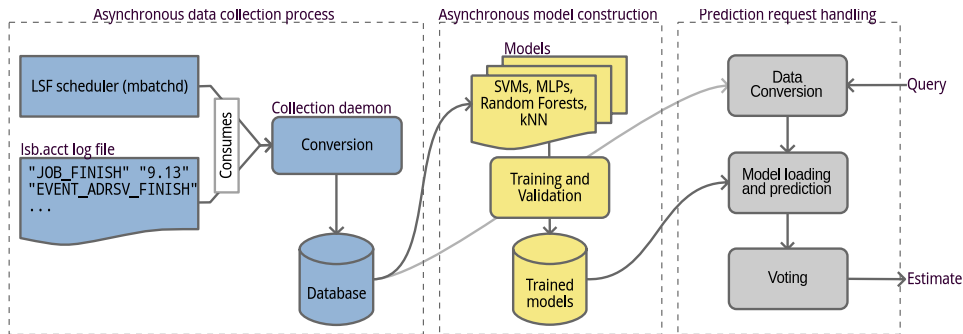 Asynchronous data collection process
Asynchronous model construction
Prediction request handling
LSF scheduler (mbatchd)
lsb.acct log file
"JOB_FINISH" "9.13"
"EVENT_ADRSV_FINISH"
...
Consumes
Collection daemon
Conversion
Database
Models
SVMs, MLPs,
Random Forests,
kNN
Training and
Validation
Trained
models
Data
Conversion
Query
Model loading
and prediction
Voting
Estimate